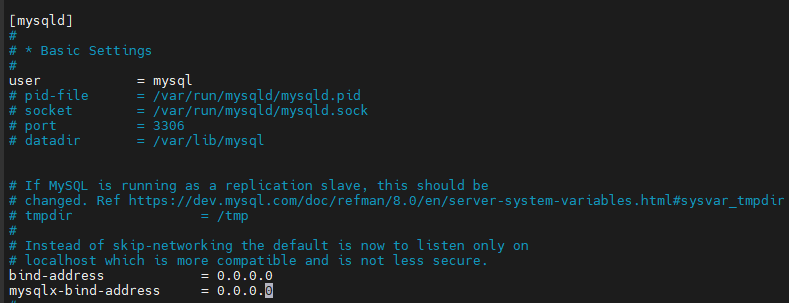 [mysqld]
#
# * Basic Settings
#
user = mysql
# pid-file = /var/run/mysqld/mysqld.pid
# socket = /var/run/mysqld/mysqld.sock
# port = 3306
# datadir = /var/lib/mysql
# If MySQL is running as a replication slave, this should be
# changed. Ref https://dev.mysql.com/doc/refman/8.0/en/server-system-variables.html#sysvar_tmpdir
# tmpdir = /tmp
#
# Instead of skip-networking the default is now to listen only on
# localhost which is more compatible and is not less secure.
bind-address = 0.0.0.0
mysqlx-bind-address = 0.0.0.0
#